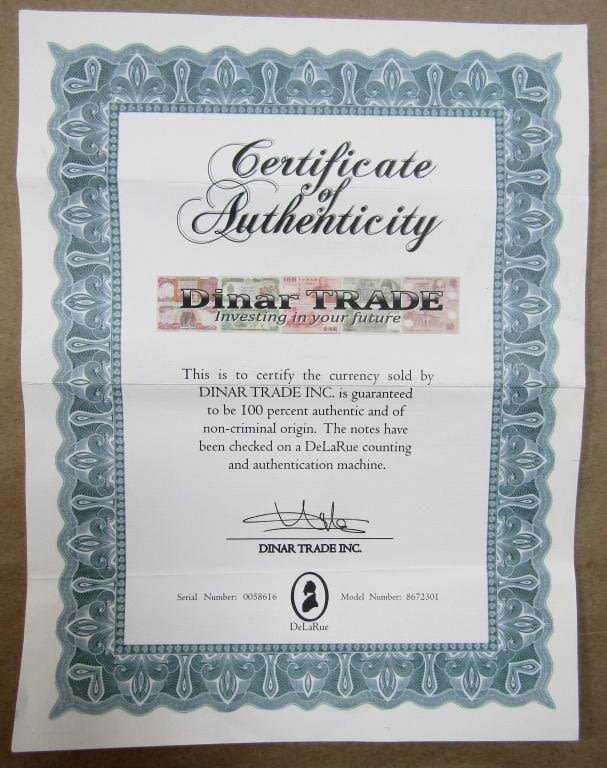 Certificate
of
Authenticity
Dinar TRADE
Investing in your future
This is to certify the currency sold by
DINAR TRADE INC. is guaranteed
to be 100 percent authentic and of
non-criminal origin. The notes have
been checked on a DeLaRue counting
and authentication machine.
DINAR TRADE INC.
Serial Number: 0058616 Model Number: 8672301
DeLaRue